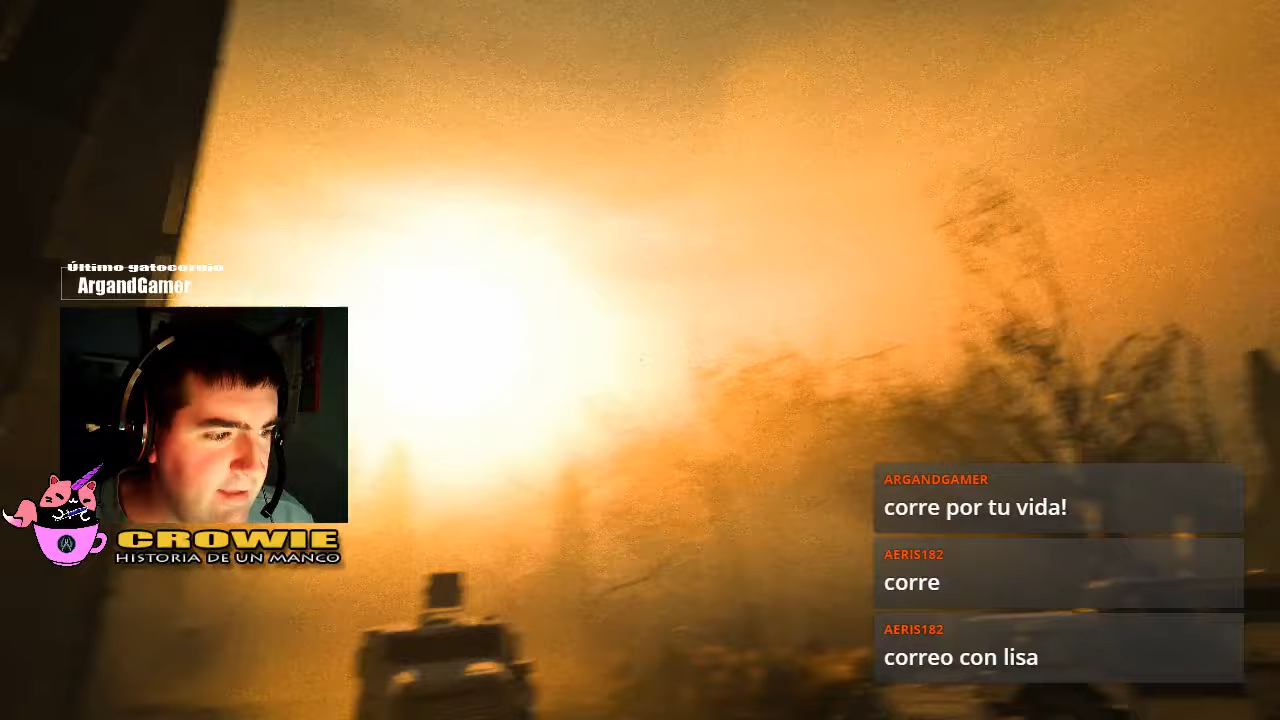 Último gatocornio
ArgandGamer
CROWIE
HISTORIA DE UN MANCO
ARGANDGAMER
corre por tu vida!
AERIS182
corre
AERIS182
correo con lisa